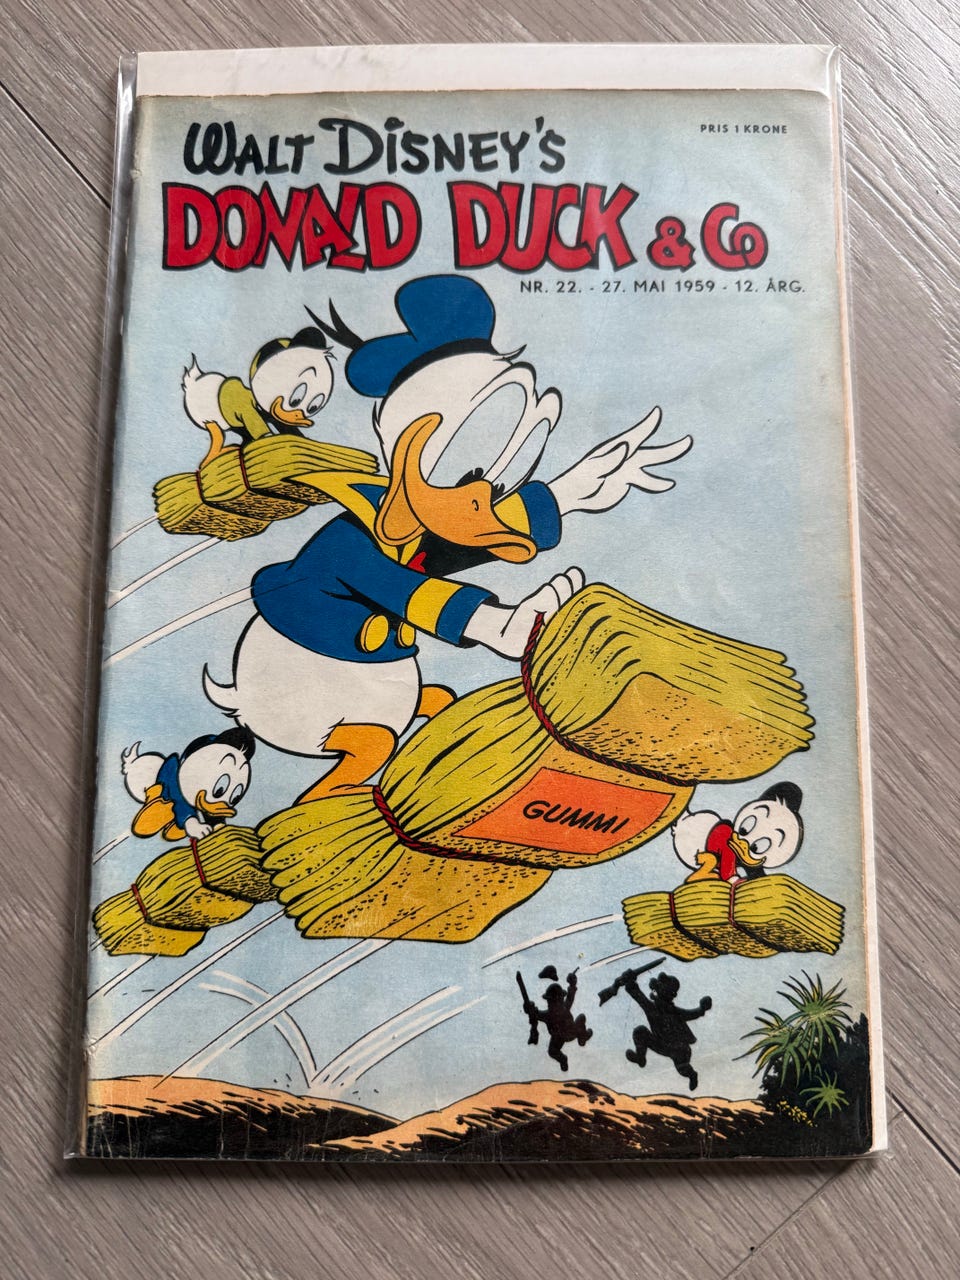 WALT DISNEY'S
PRIS 1 KRONE
DONALD DUCK & Co
NR. 22. - 27. MAI 1959 - 12. ÅRG.
GUMMI